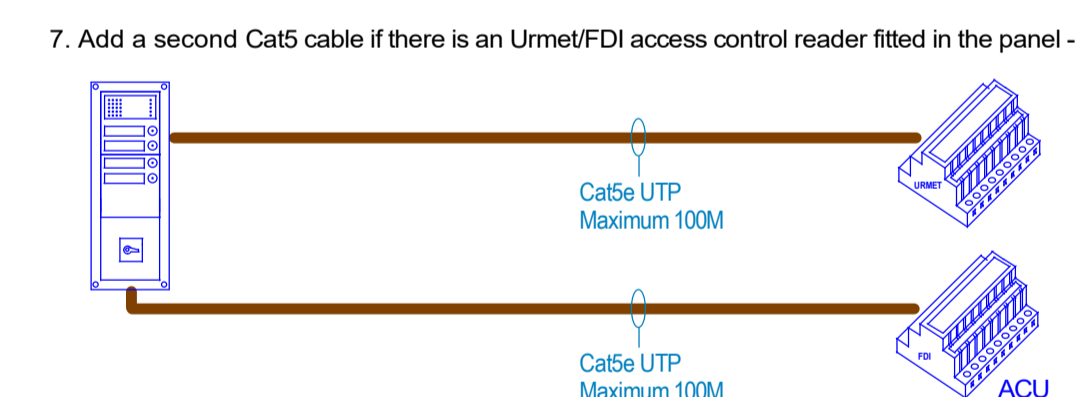 7. Add a second Cat5 cable if there is an Urmet/FDI access control reader fitted in the panel -
URMET
Cat5e UTP
Maximum 100M
FDI
Cat5e UTP
Maximum 100M
ACU